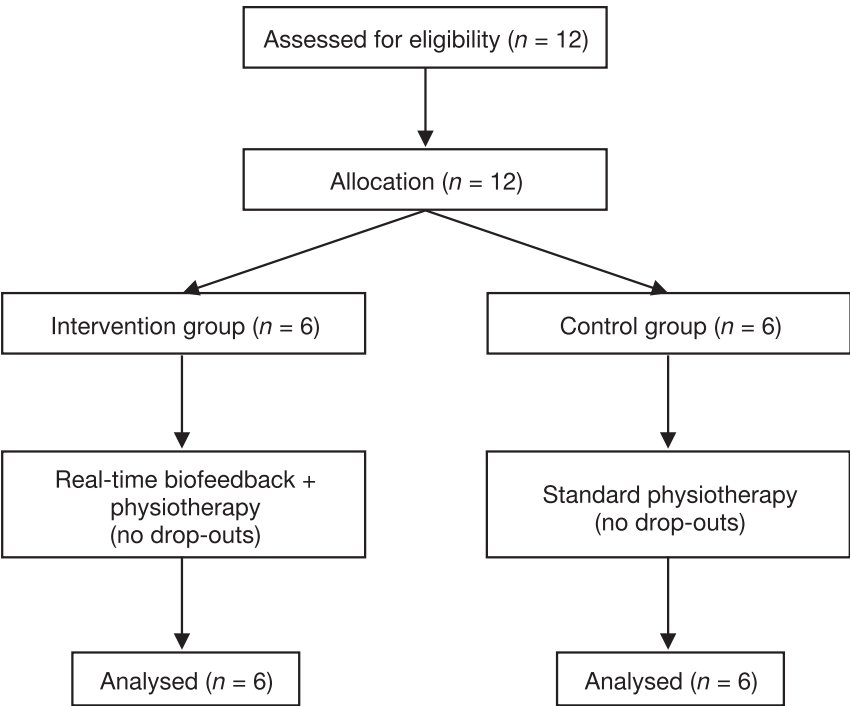 Assessed for eligibility (n = 12)
Allocation (n = 12)
Intervention group (n = 6)
Control group (n = 6)
Real-time biofeedback +
physiotherapy
(no drop-outs)
Standard physiotherapy
(no drop-outs)
Analysed (n = 6)
Analysed (n = 6)